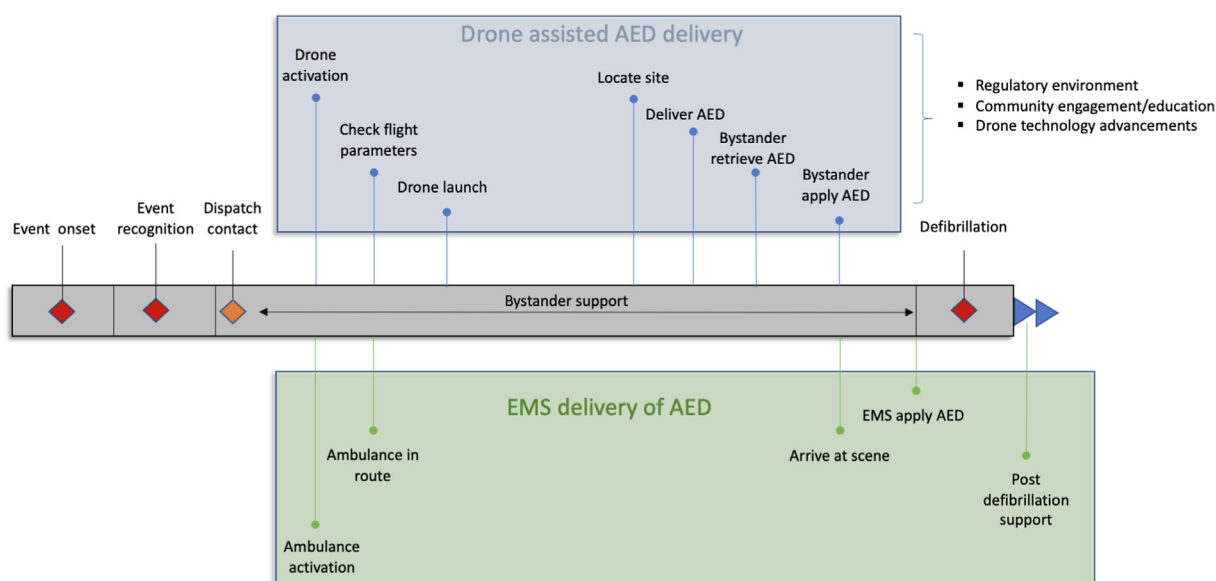 Drone assisted AED delivery
Drone
activation
Check flight
parameters
Drone launch
Locate site
Deliver AED
Bystander
retrieve AED
Bystander
apply AED
▪ Regulatory environment
▪ Community engagement/education
▪ Drone technology advancements
Event onset
Event
recognition
Dispatch
contact
Defibrillation
Bystander support
EMS delivery of AED
Ambulance
activation
Ambulance in
route
Arrive at scene
EMS apply AED
Post
defibrillation
support